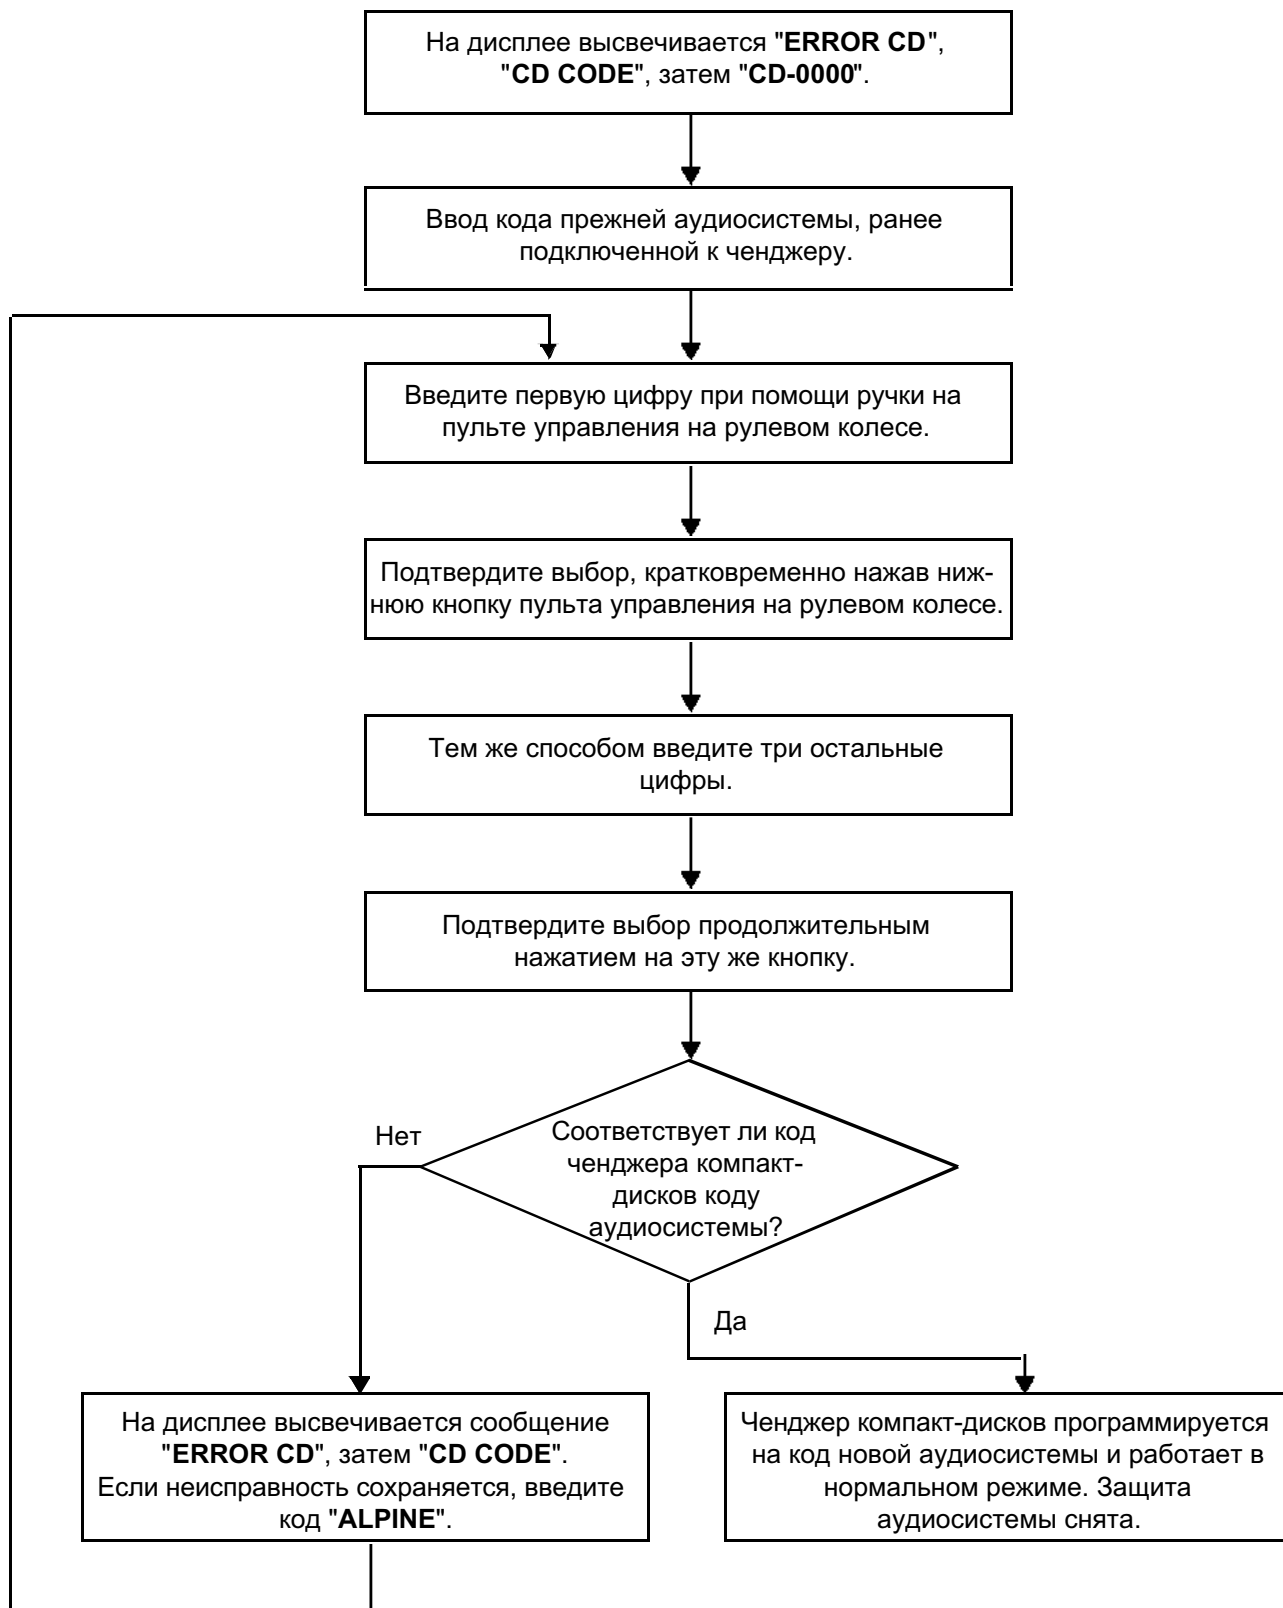 На дисплее высвечивается "ERROR CD",
"CD CODE", затем "CD-0000".
Ввод кода прежней аудиосистемы, ранее
подключенной к ченджеру.
Введите первую цифру при помощи ручки на
пульте управления на рулевом колесе.
Подтвердите выбор, кратковременно нажав ниж-
нюю кнопку пульта управления на рулевом колесе.
Тем же способом введите три остальные
цифры.
Подтвердите выбор продолжительным
нажатием на эту же кнопку.
Нет
Соответствует ли код
ченджера компакт-
дисков коду
аудиосистемы?
Да
На дисплее высвечивается сообщение
"ERROR CD", затем "CD CODE".
Если неисправность сохраняется, введите
код "ALPINE".
Ченджер компакт-дисков программируется
на код новой аудиосистемы и работает в
нормальном режиме. Защита
аудиосистемы снята.